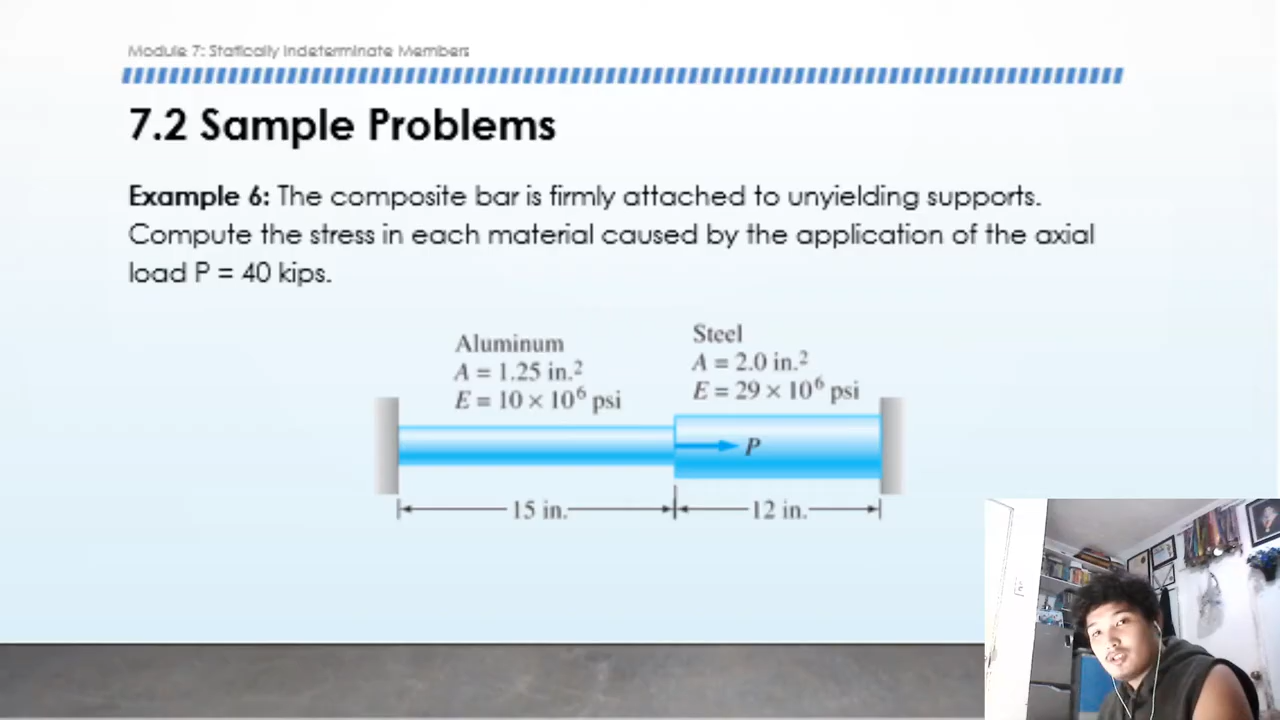 Module 7: Statically Indeterminate Members
7.2 Sample Problems
Example 6: The composite bar is firmly attached to unyielding supports.
Compute the stress in each material caused by the application of the axial
load P = 40 kips.
Aluminum
A = 1.25 in.²
E = 10 × 10⁶ psi
Steel
A = 2.0 in.²
E = 29 × 10⁶ psi
P
15 in.
12 in.